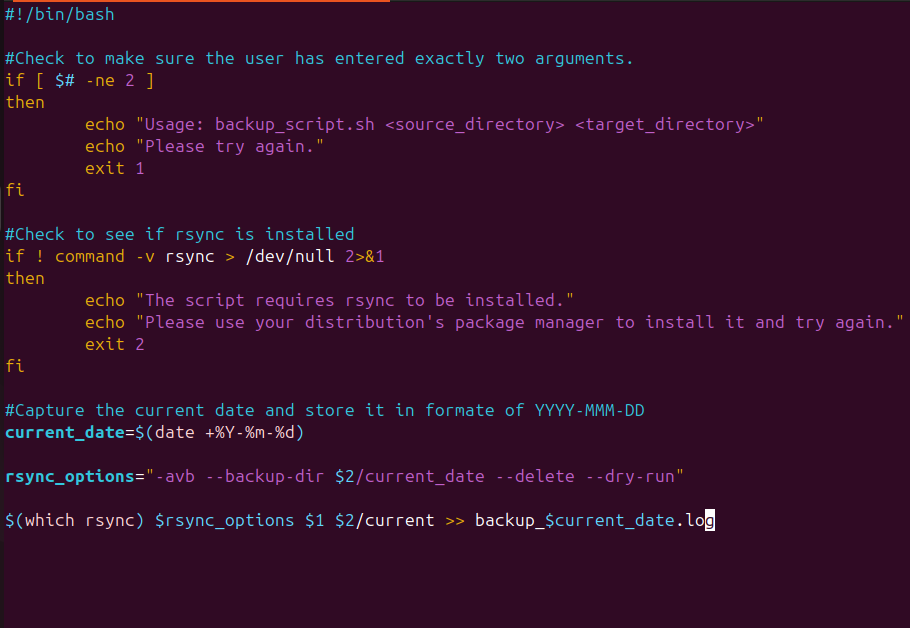 #!/bin/bash
#Check to make sure the user has entered exactly two arguments.
if [ $# -ne 2 ]
then
echo "Usage: backup_script.sh <source_directory> <target_directory>"
echo "Please try again."
exit 1
fi
#Check to see if rsync is installed
if ! command -v rsync > /dev/null 2>&1
then
echo "The script requires rsync to be installed."
echo "Please use your distribution's package manager to install it and try again."
exit 2
fi
#Capture the current date and store it in formate of YYYY-MMM-DD
current_date=$(date +%Y-%m-%d)
rsync_options="-avb --backup-dir $2/current_date --delete --dry-run"
$(which rsync) $rsync_options $1 $2/current >> backup_$current_date.log